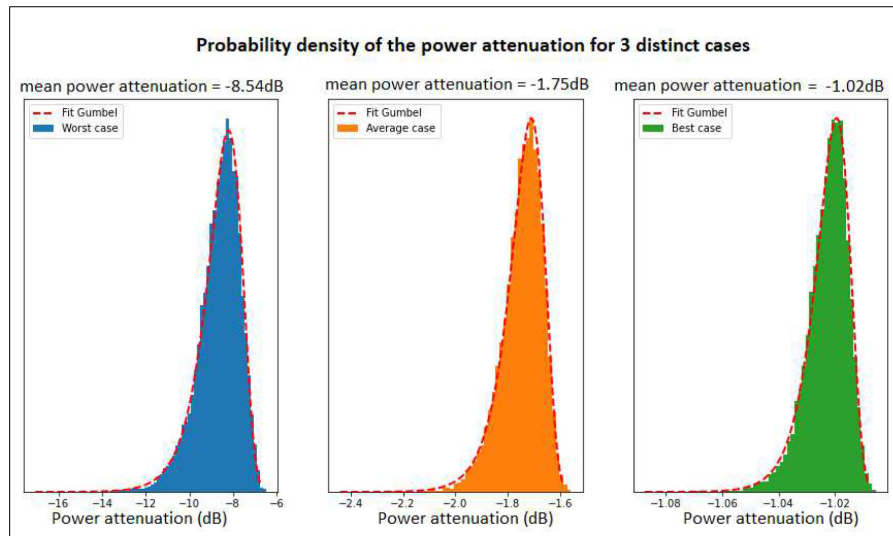 Probability density of the power attenuation for 3 distinct cases
mean power attenuation = -8.54dB
mean power attenuation = -1.75dB
mean power attenuation = -1.02dB
Fit Gumbel
Worst case
Fit Gumbel
Average case
Fit Gumbel
Best case
−16 −14 −12 −10 −8 −6
−2.4 −2.2 −2.0 −1.8 −1.6
−1.08 −1.06 −1.04 −1.02
Power attenuation (dB)
Power attenuation (dB)
Power attenuation (dB)